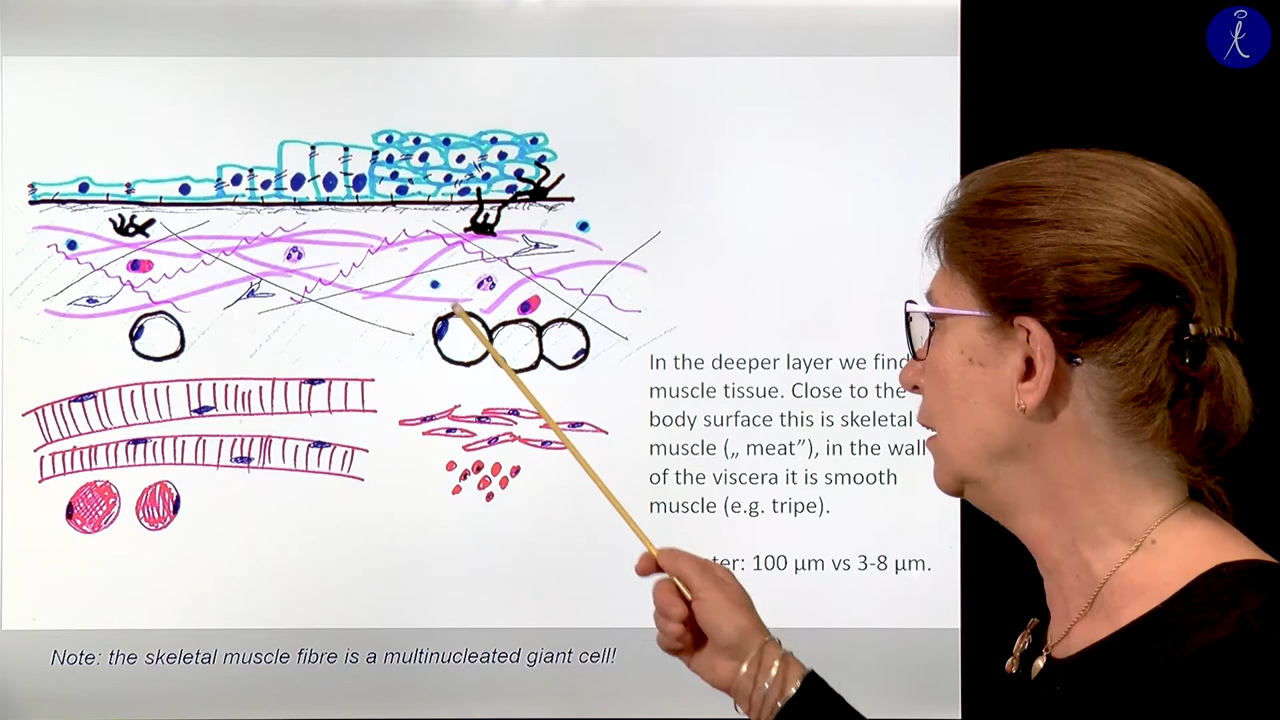 In the deeper layer we find
muscle tissue. Close to the
body surface this is skeletal
muscle („ meat”), in the wall
of the viscera it is smooth
muscle (e.g. tripe).
100 µm vs 3-8 µm.
Note: the skeletal muscle fibre is a multinucleated giant cell!